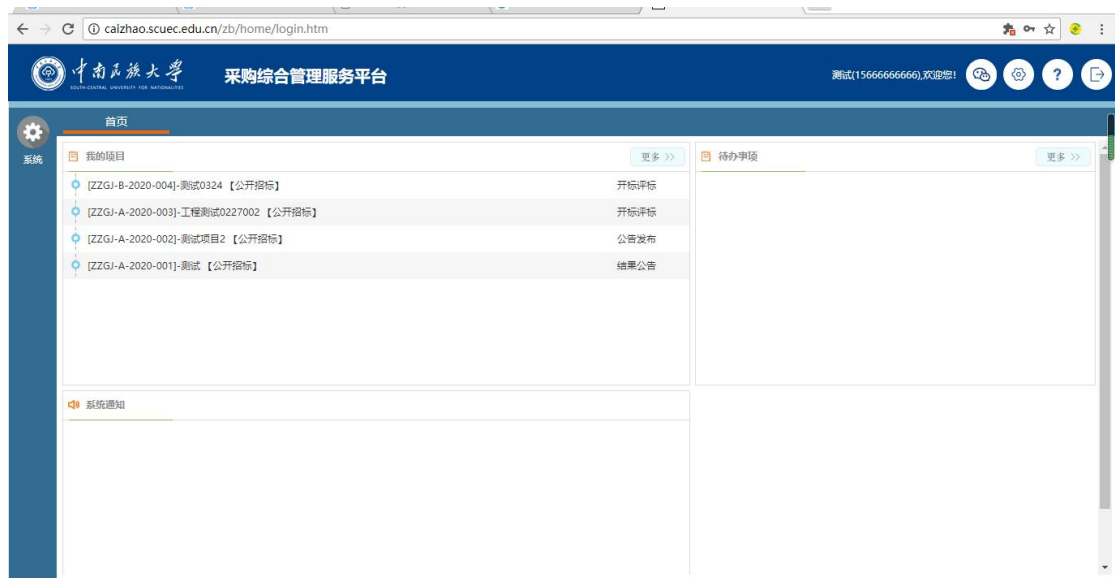 caizhao.scuec.edu.cn/zb/home/login.htm
中南民族大学
SOUTH-CENTRAL UNIVERSITY FOR NATIONALITIES
采购综合管理服务平台
测试(15666666666),欢迎您!
?
首页
系统
我的项目
更多 >>
[ZZGJ-B-2020-004]-测试0324 【公开招标】 开标评标
[ZZGJ-A-2020-003]-工程测试0227002 【公开招标】 开标评标
[ZZGJ-A-2020-002]-测试项目2 【公开招标】 公告发布
[ZZGJ-A-2020-001]-测试 【公开招标】 结果公告
待办事项
更多 >>
系统通知